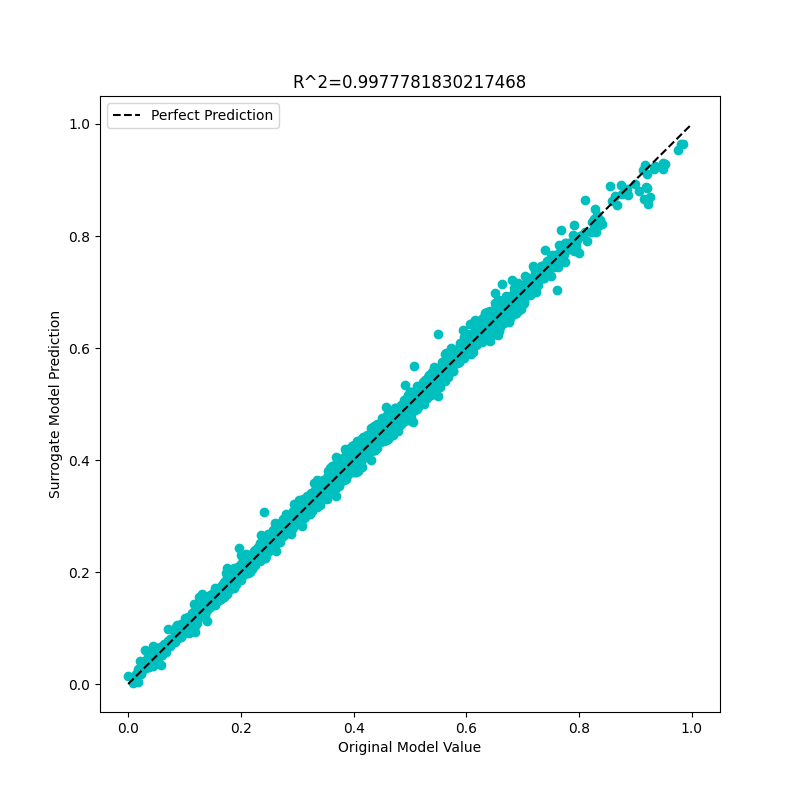 R^2=0.9977781830217468
Perfect Prediction
1.0
0.8
0.6
0.4
0.2
0.0
Surrogate Model Prediction
0.0 0.2 0.4 0.6 0.8 1.0
Original Model Value